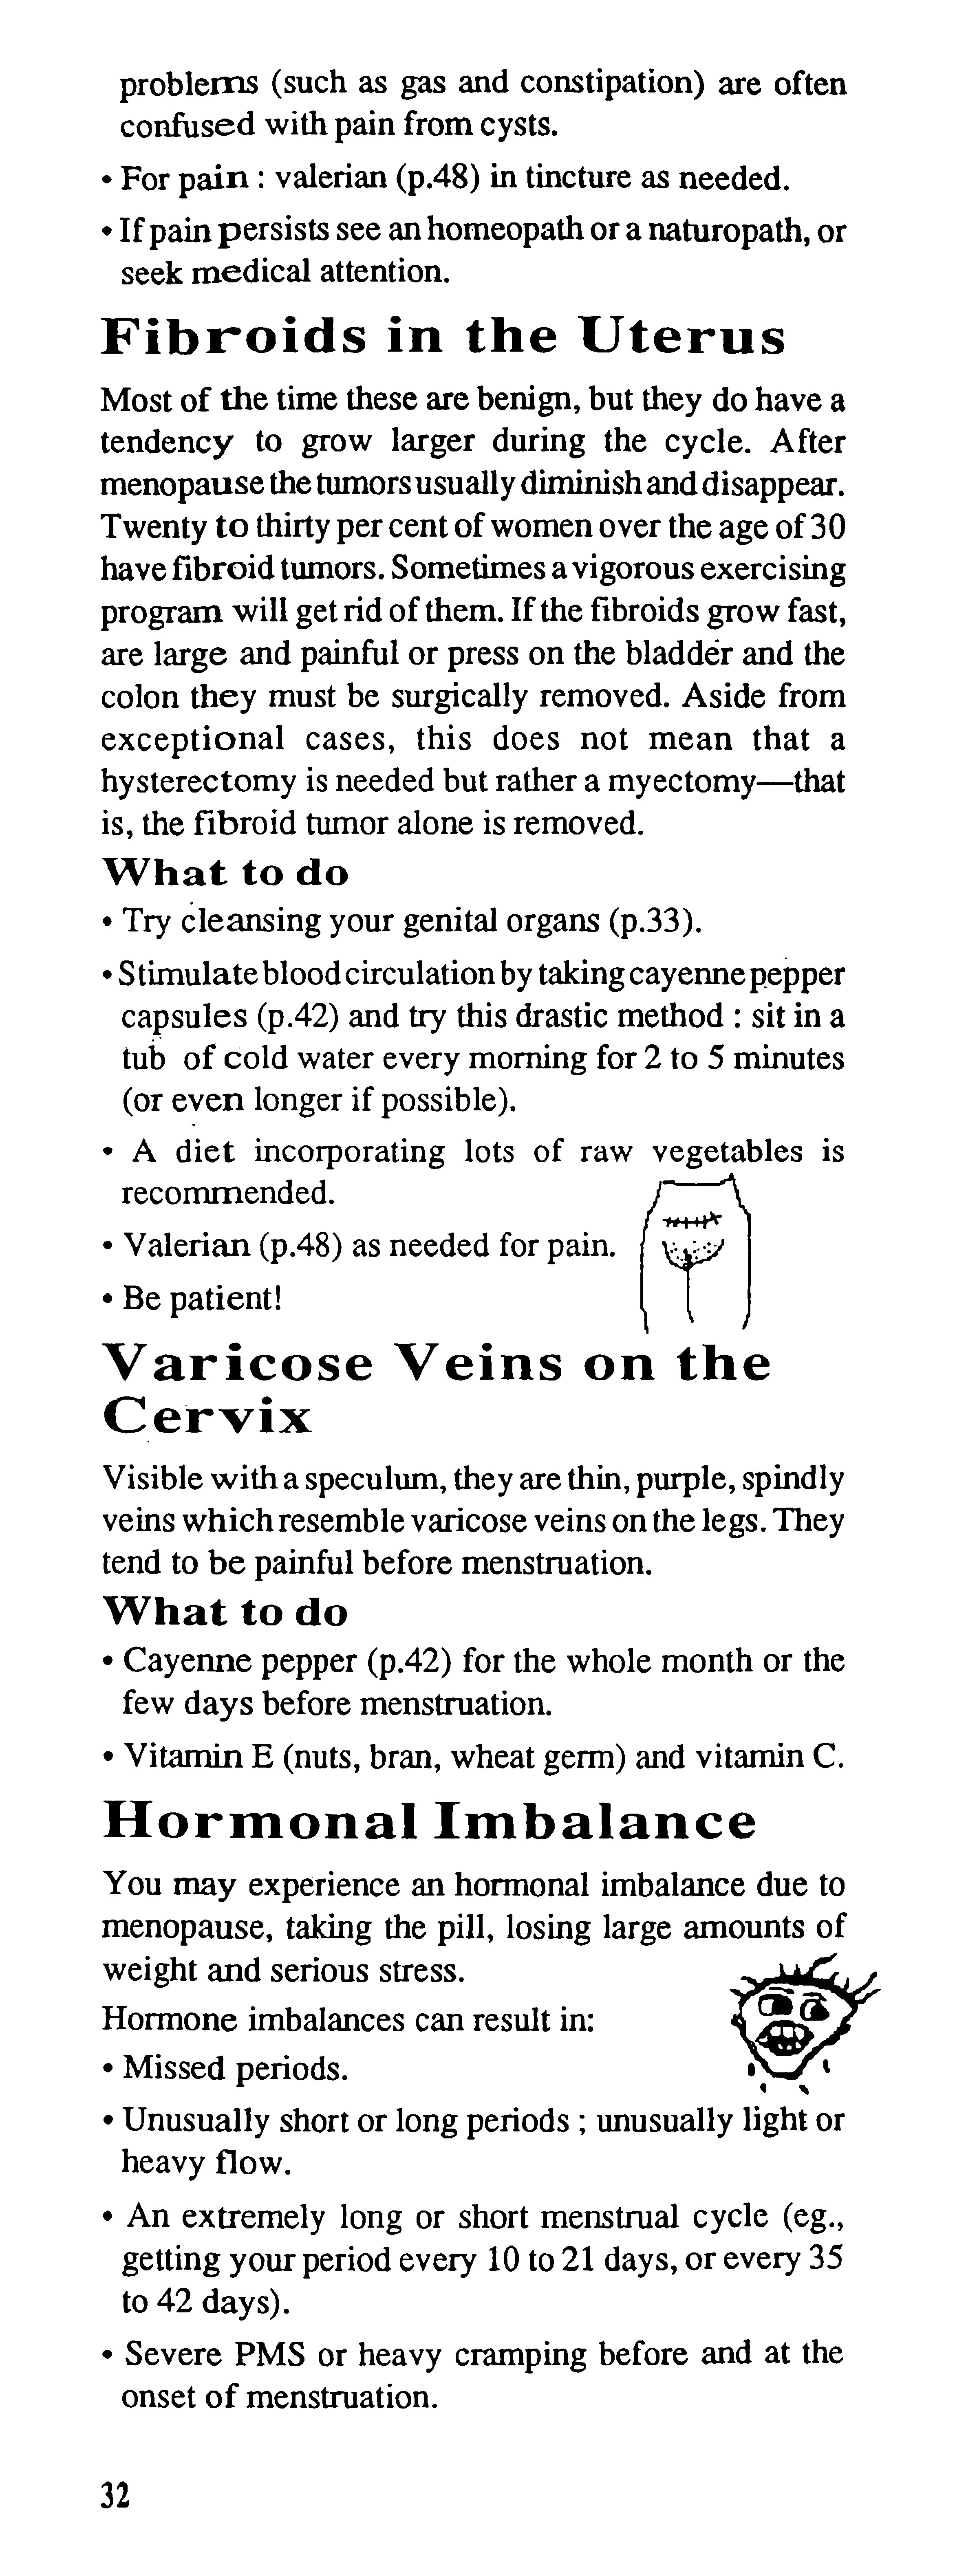 problems (such as gas and constipation) are often
confused with pain from cysts.
• For pain : valerian (p.48) in tincture as needed.
• If pain persists see an homeopath or a naturopath, or
seek medical attention.
Fibroids in the Uterus
Most of the time these are benign, but they do have a
tendency to grow larger during the cycle. After
menopause the tumors usually diminish and disappear.
Twenty to thirty per cent of women over the age of 30
have fibroid tumors. Sometimes a vigorous exercising
program will get rid of them. If the fibroids grow fast,
are large and painful or press on the bladder and the
colon they must be surgically removed. Aside from
exceptional cases, this does not mean that a
hysterectomy is needed but rather a myectomy—that
is, the fibroid tumor alone is removed.
What to do
• Try cleansing your genital organs (p.33).
• Stimulate blood circulation by taking cayenne pepper
capsules (p.42) and try this drastic method : sit in a
tub of cold water every morning for 2 to 5 minutes
(or even longer if possible).
• A diet incorporating lots of raw vegetables is
recommended.
• Valerian (p.48) as needed for pain.
• Be patient!
Varicose Veins on the
Cervix
Visible with a speculum, they are thin, purple, spindly
veins which resemble varicose veins on the legs. They
tend to be painful before menstruation.
What to do
• Cayenne pepper (p.42) for the whole month or the
few days before menstruation.
• Vitamin E (nuts, bran, wheat germ) and vitamin C.
Hormonal Imbalance
You may experience an hormonal imbalance due to
menopause, taking the pill, losing large amounts of
weight and serious stress.
Hormone imbalances can result in:
• Missed periods.
• Unusually short or long periods ; unusually light or
heavy flow.
• An extremely long or short menstrual cycle (eg.,
getting your period every 10 to 21 days, or every 35
to 42 days).
• Severe PMS or heavy cramping before and at the
onset of menstruation.
32